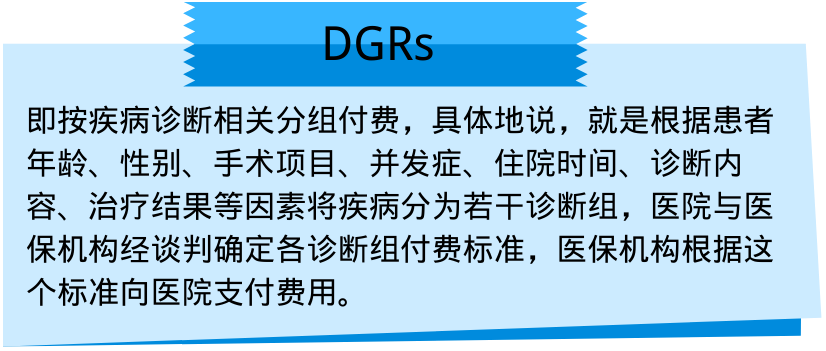 DGRs
即按疾病诊断相关分组付费，具体地说，就是根据患者
年龄、性别、手术项目、并发症、住院时间、诊断内
容、治疗结果等因素将疾病分为若干诊断组，医院与医
保机构经谈判确定各诊断组付费标准，医保机构根据这
个标准向医院支付费用。